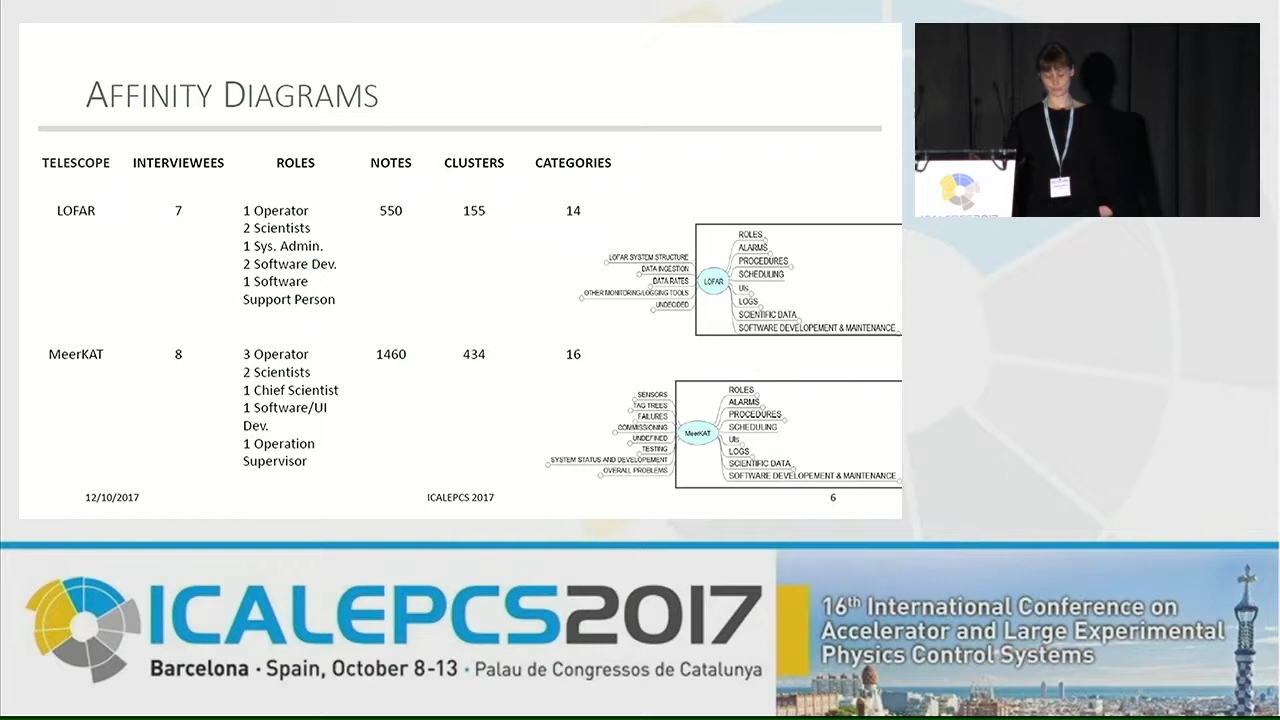 AFFINITY DIAGRAMS
TELESCOPE INTERVIEWEES ROLES NOTES CLUSTERS CATEGORIES
LOFAR 7 1 Operator 550 155 14
2 Scientists
1 Sys. Admin.
2 Software Dev.
1 Software
Support Person
LOFAR SYSTEM STRUCTURE
DATA INGESTION
DATA RATES
OTHER MONITORING/LOGGING TOOLS
UNDECIDED
LOFAR
ROLES
ALARMS
PROCEDURES
SCHEDULING
UIs
LOGS
SCIENTIFIC DATA
SOFTWARE DEVELOPEMENT & MAINTENANCE
MeerKAT 8 3 Operator 1460 434 16
2 Scientists
1 Chief Scientist
1 Software/UI
Dev.
1 Operation
Supervisor
SENSORS
TAG TREES
FAILURES
COMMISSIONING
UNDEFINED
TESTING
SYSTEM STATUS AND DEVELOPEMENT
OVERALL PROBLEMS
MeerKAT
ROLES
ALARMS
PROCEDURES
SCHEDULING
UIs
LOGS
SCIENTIFIC DATA
SOFTWARE DEVELOPEMENT & MAINTENANCE
12/10/2017 ICALEPCS 2017 6
ICALEPCS2017
ICALEPCS2017
Barcelona · Spain, October 8-13 · Palau de Congressos de Catalunya
16th International Conference on
Accelerator and Large Experimental
Physics Control Systems